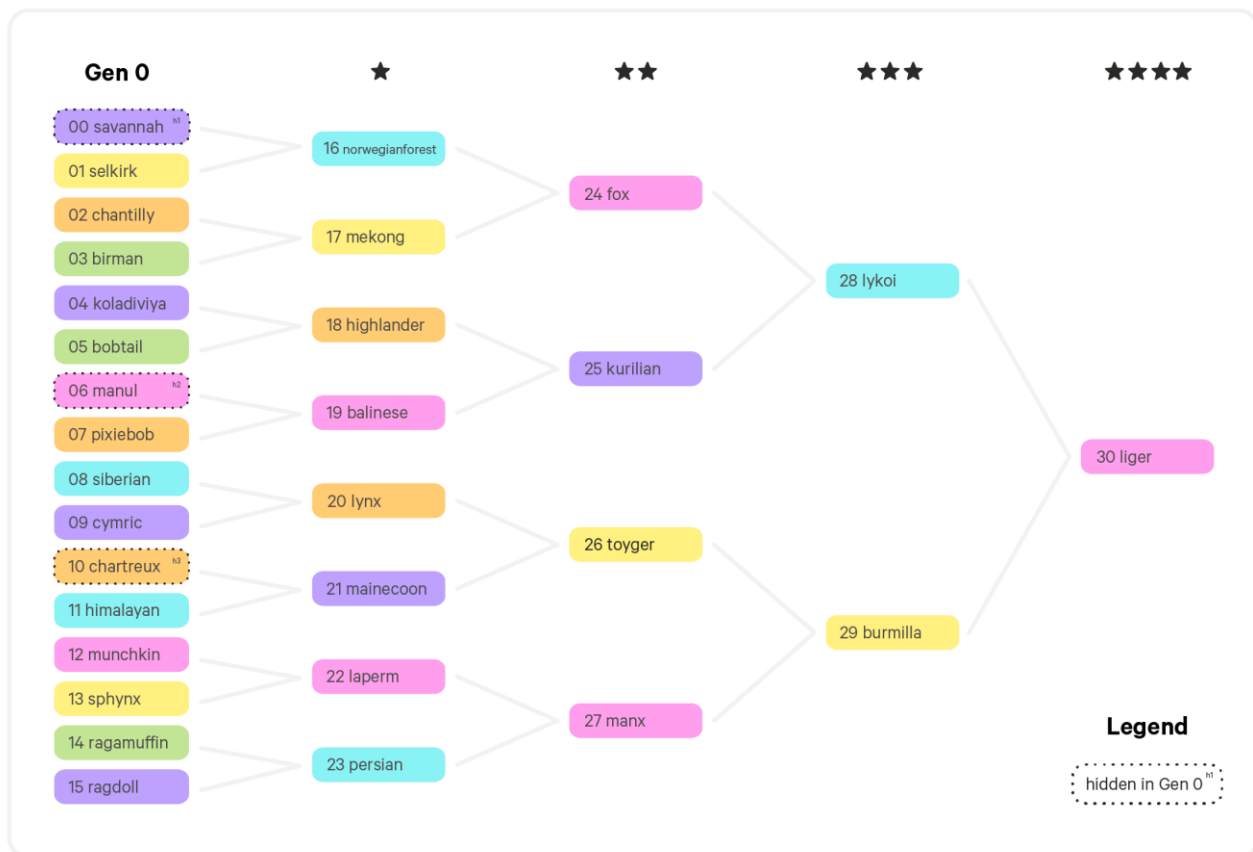 Gen 0
★
★★
★★★
★★★★
00 savannah h1
01 selkirk
02 chantilly
03 birman
04 koladiviya
05 bobtail
06 manul h2
07 pixiebob
08 siberian
09 cymric
10 chartreux h3
11 himalayan
12 munchkin
13 sphynx
14 ragamuffin
15 ragdoll
16 norwegianforest
17 mekong
18 highlander
19 balinese
20 lynx
21 mainecoon
22 laperm
23 persian
24 fox
25 kurilian
26 toyger
27 manx
28 lykoi
29 burmilla
30 liger
Legend
hidden in Gen 0 h1